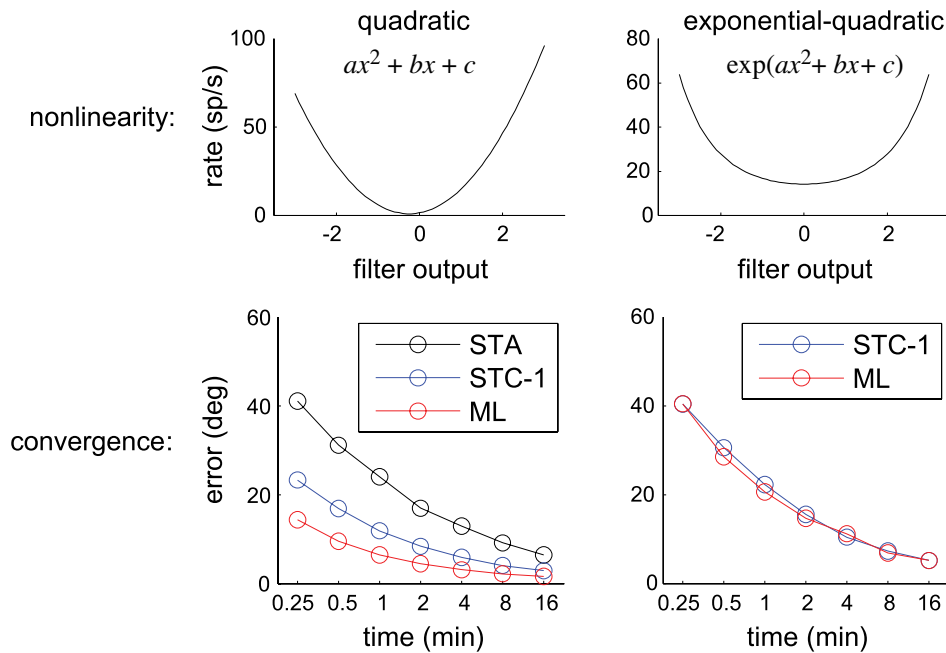 quadratic
exponential-quadratic
nonlinearity:
rate (sp/s)
100
50
0
ax² + bx + c
-2 0 2
filter output
80
60
40
20
0
exp(ax²+ bx+ c)
-2 0 2
filter output
convergence:
error (deg)
60
40
20
0
STA
STC-1
ML
0.25 0.5 1 2 4 8 16
time (min)
60
40
20
0
STC-1
ML
0.25 0.5 1 2 4 8 16
time (min)